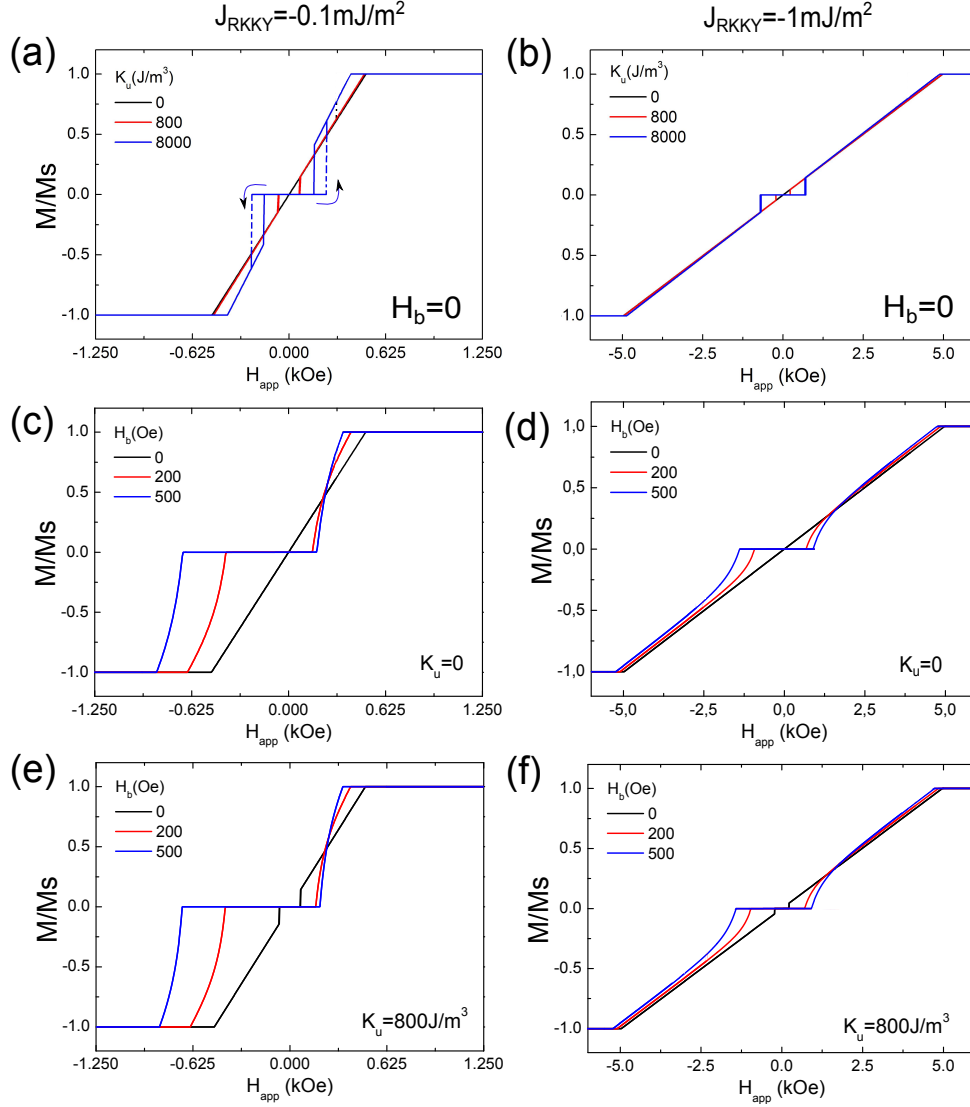 J_RKKY=-0.1mJ/m²
J_RKKY=-1mJ/m²
(a)
K_u(J/m³)
0
800
8000
1.0
0.5
0.0
0.5
-1.0
M/Ms
H_b=0
-1.250
-0.625
0.000
0.625
1.250
H_app (kOe)
(b)
K_u(J/m³)
0
800
8000
1.0
0.5
0.0
0.5
1.0
M/Ms
H_b=0
-5.0
-2.5
0.0
2.5
5.0
H_app (kOe)
(c)
H_b(Oe)
0
200
500
1.0
0.5
0.0
-0.5
-1.0
M/Ms
K_u=0
-1.250
-0.625
0.000
0.625
1.250
H_app (kOe)
(d)
H_b(Oe)
0
200
500
1,0
0,5
0,0
-0,5
-1,0
M/Ms
K_u=0
-5,0
-2,5
0,0
2,5
5,0
H_app (kOe)
(e)
H_b(Oe)
0
200
500
1.0
0.5
0.0
-0.5
-1.0
M/Ms
K_u=800J/m³
-1.250
-0.625
0.000
0.625
1.250
H_app (kOe)
(f)
H_b(Oe)
0
200
500
1.0
0.5
0.0
-0.5
-1.0
M/Ms
K_u=800J/m³
-5.0
-2.5
0.0
2.5
5.0
H_app (kOe)